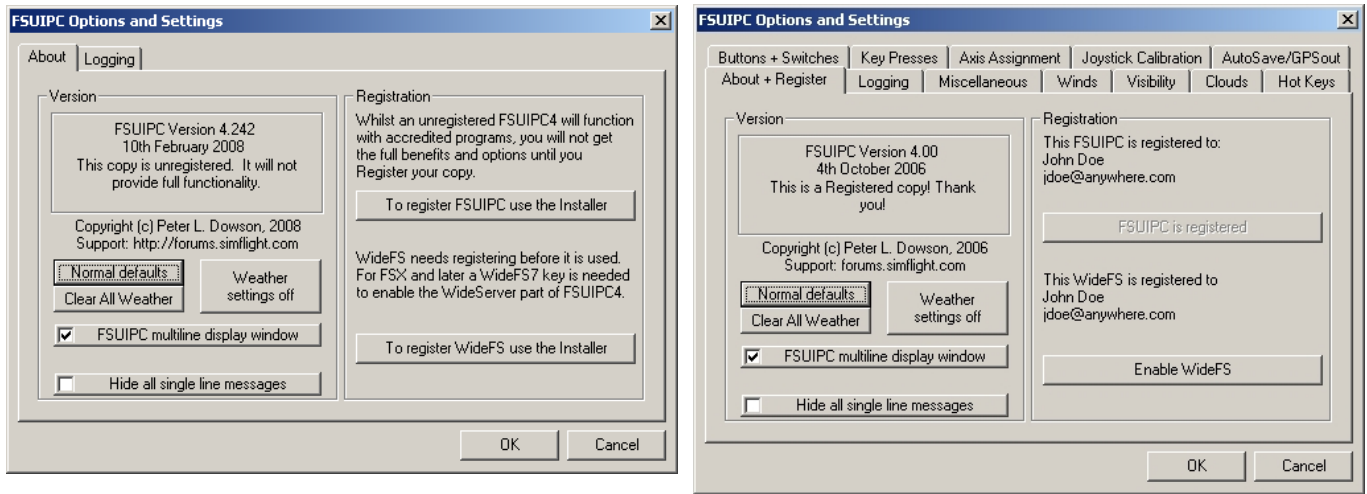 FSUIPC Options and Settings
About
Logging
Version
FSUIPC Version 4.242
10th February 2008
This copy is unregistered. It will not
provide full functionality.
Copyright (c) Peter L. Dowson, 2008
Support: http://forums.simflight.com
Normal defaults
Clear All Weather
Weather
settings off
FSUIPC multiline display window
Hide all single line messages
Registration
Whilst an unregistered FSUIPC4 will function
with accredited programs, you will not get
the full benefits and options until you
Register your copy.
To register FSUIPC use the Installer
WideFS needs registering before it is used.
For FSX and later a WideFS7 key is needed
to enable the WideServer part of FSUIPC4.
To register WideFS use the Installer
OK
Cancel
FSUIPC Options and Settings
Buttons + Switches
Key Presses
Axis Assignment
Joystick Calibration
AutoSave/GPSout
About + Register
Logging
Miscellaneous
Winds
Visibility
Clouds
Hot Keys
Version
FSUIPC Version 4.00
4th October 2006
This is a Registered copy! Thank
you!
Copyright (c) Peter L. Dowson, 2006
Support: forums.simflight.com
Normal defaults
Clear All Weather
Weather
settings off
FSUIPC multiline display window
Hide all single line messages
Registration
This FSUIPC is registered to:
John Doe
jdoe@anywhere.com
FSUIPC is registered
This WideFS is registered to
John Doe
jdoe@anywhere.com
Enable WideFS
OK
Cancel